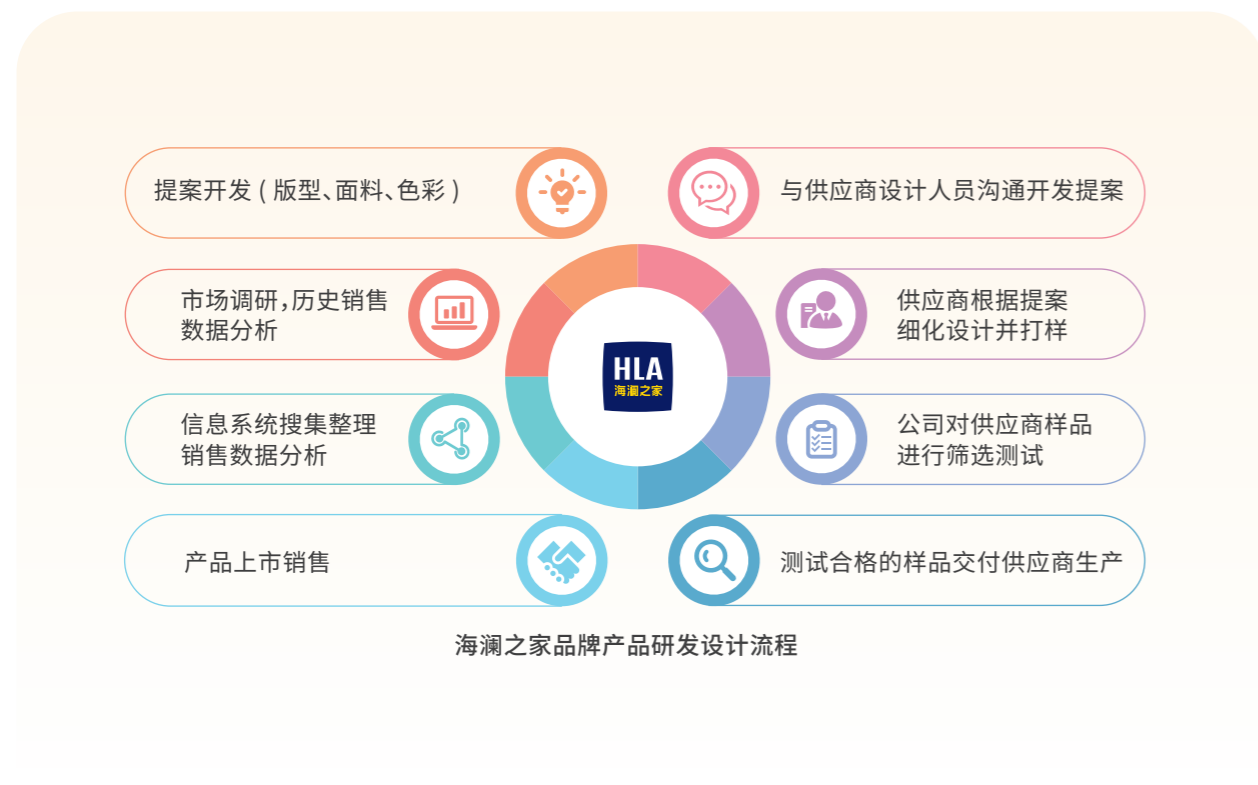 提案开发 ( 版型、面料、色彩 )
与供应商设计人员沟通开发提案
市场调研，历史销售
数据分析
供应商根据提案
细化设计并打样
HLA
海澜之家
信息系统搜集整理
销售数据分析
公司对供应商样品
进行筛选测试
产品上市销售
测试合格的样品交付供应商生产
海澜之家品牌产品研发设计流程